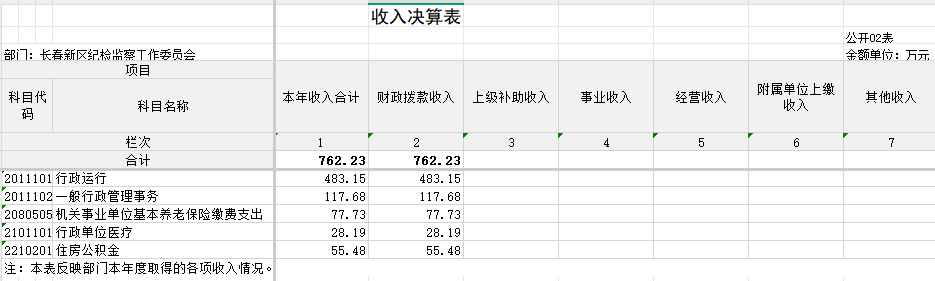 收入决算表
公开02表
部门：长春新区纪检监察工作委员会 金额单位：万元
项目
科目代码 科目名称 本年收入合计 财政拨款收入 上级补助收入 事业收入 经营收入 附属单位上缴收入 其他收入
栏次 1 2 3 4 5 6 7
合计 762.23 762.23
2011101 行政运行 483.15 483.15
2011102 一般行政管理事务 117.68 117.68
2080505 机关事业单位基本养老保险缴费支出 77.73 77.73
2101101 行政单位医疗 28.19 28.19
2210201 住房公积金 55.48 55.48
注：本表反映部门本年度取得的各项收入情况。